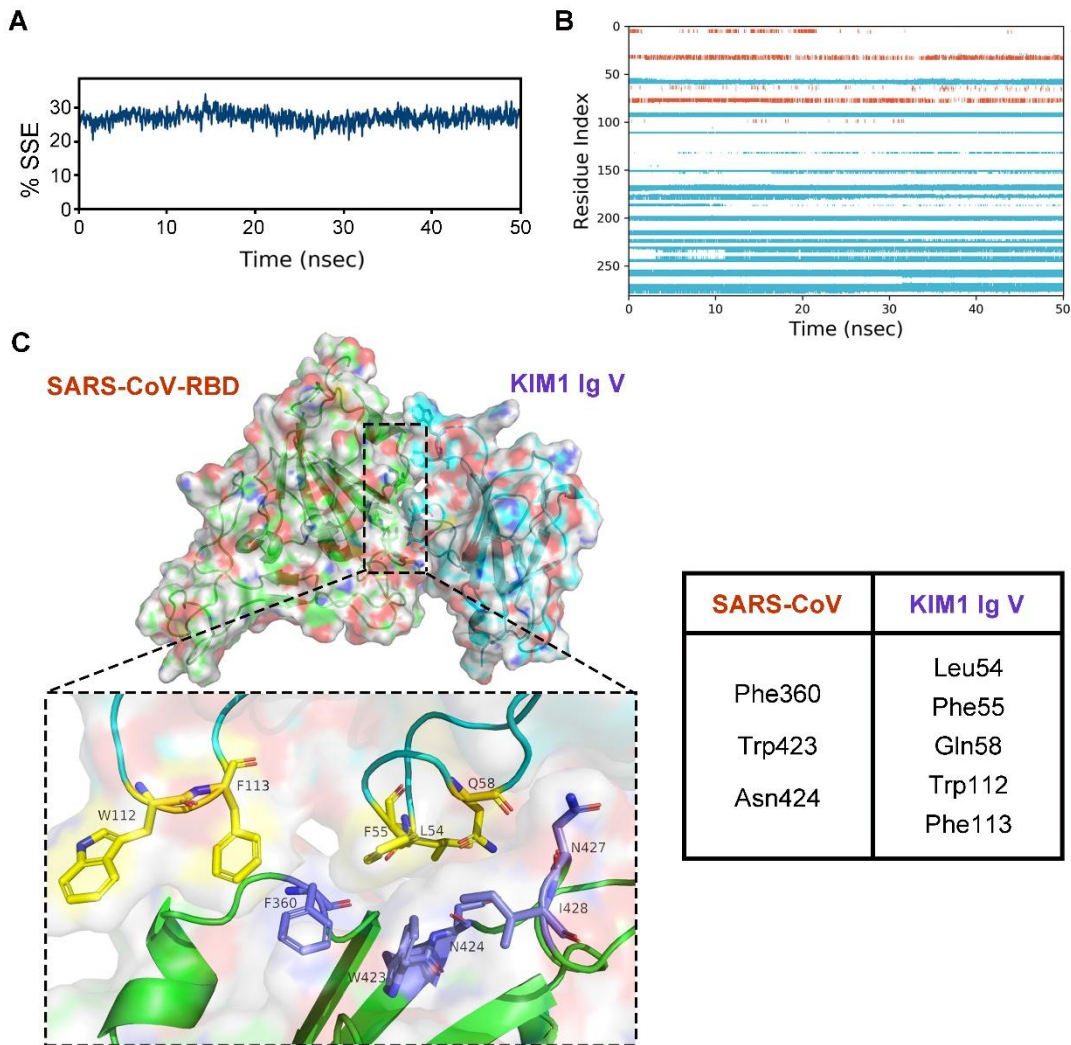 A
% SSE
30
20
10
0
0 10 20 30 40 50
Time (nsec)
B
Residue Index
0
50
100
150
200
250
0 10 20 30 40 50
Time (nsec)
C
SARS-CoV-RBD
KIM1 Ig V
W112
F113
F55
L54
Q58
N427
F360
I428
N424
W423
SARS-CoV KIM1 Ig V
Phe360
Trp423
Asn424
Leu54
Phe55
Gln58
Trp112
Phe113